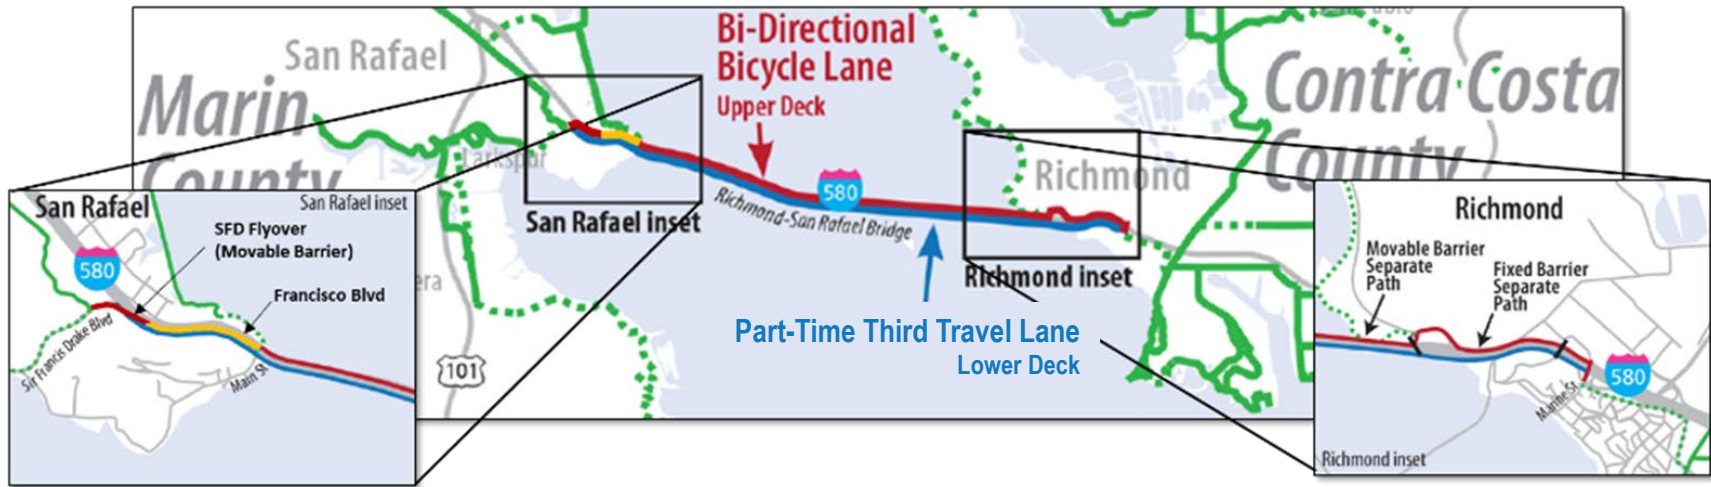 San Rafael
Marin
County
Larkspur
Bi-Directional
Bicycle Lane
Upper Deck
580
Richmond-San Rafael Bridge
San Rafael inset
Richmond
Richmond inset
Contra Costa
County
Part-Time Third Travel Lane
Lower Deck
101
San Rafael
San Rafael inset
SFD Flyover
(Movable Barrier)
580
Francisco Blvd
Sir Francis Drake Blvd
Main St
Richmond
Movable Barrier
Separate
Path
Fixed Barrier
Separate
Path
580
Marine St
Richmond inset